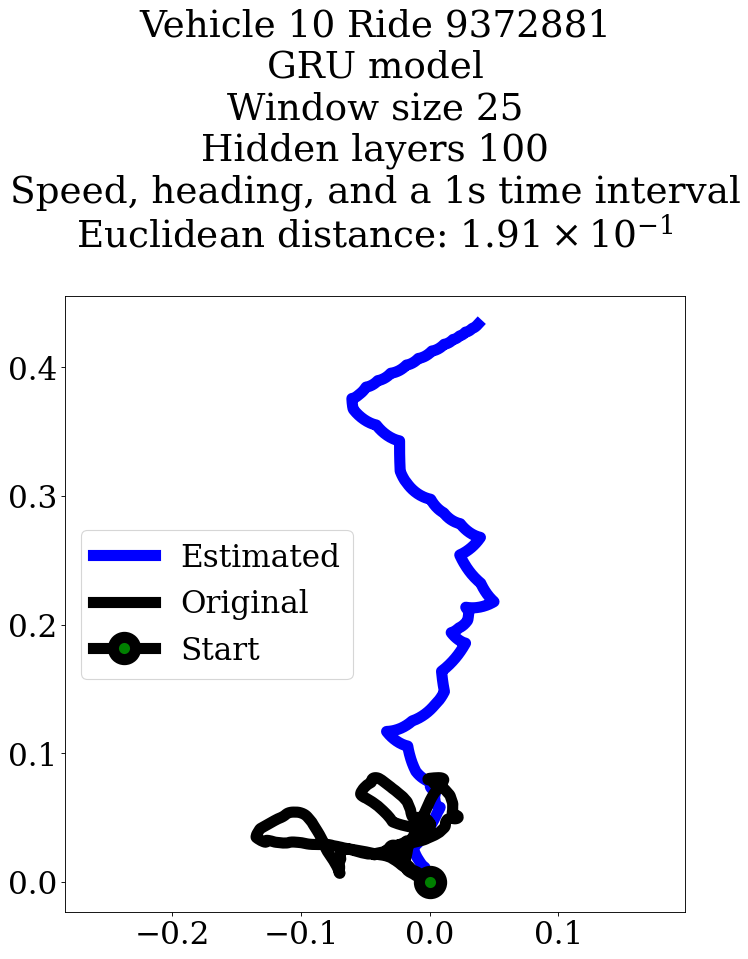 Vehicle 10 Ride 9372881
GRU model
Window size 25
Hidden layers 100
Speed, heading, and a 1s time interval
Euclidean distance: 1.91 × 10⁻¹
0.4
0.3
0.2
0.1
0.0
Estimated
Original
Start
−0.2 −0.1 0.0 0.1